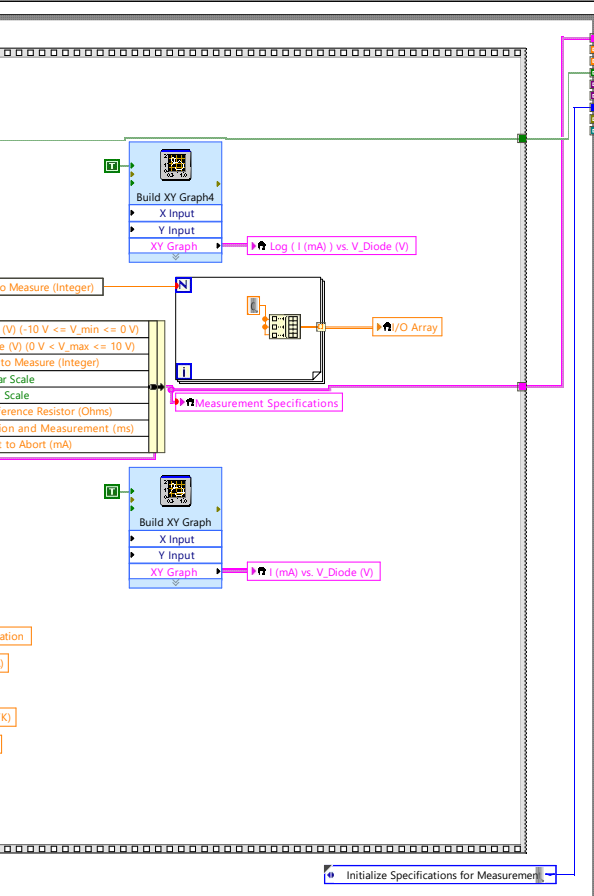 T
Build XY Graph4
X Input
Y Input
XY Graph
Log ( I (mA) ) vs. V_Diode (V)
o Measure (Integer)
N
I/O Array
i
(V) (-10 V <= V_min <= 0 V)
e (V) (0 V < V_max <= 10 V)
to Measure (Integer)
ar Scale
Scale
ference Resistor (Ohms)
ion and Measurement (ms)
t to Abort (mA)
Measurement Specifications
T
Build XY Graph
X Input
Y Input
XY Graph
I (mA) vs. V_Diode (V)
ation
)
K)
Initialize Specifications for Measuremen